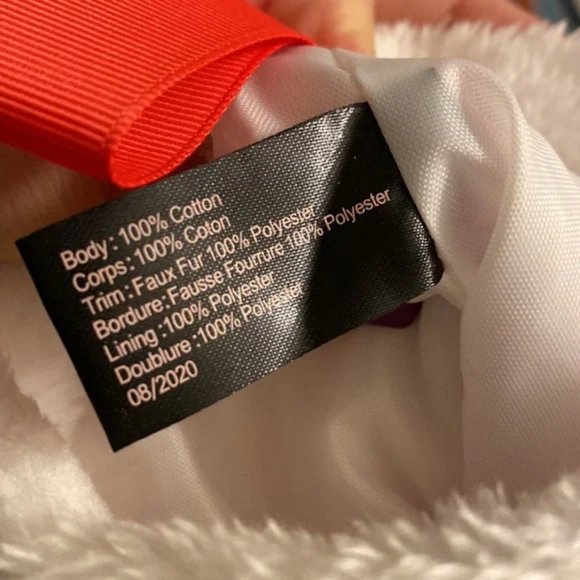 Body : 100% Cotton
Corps : 100% Coton
Trim : Faux Fur 100% Polyester
Bordure : Fausse Fourrure 100% Polyester
Lining :100% Polyester
Doublure :100% Polyester
08/2020